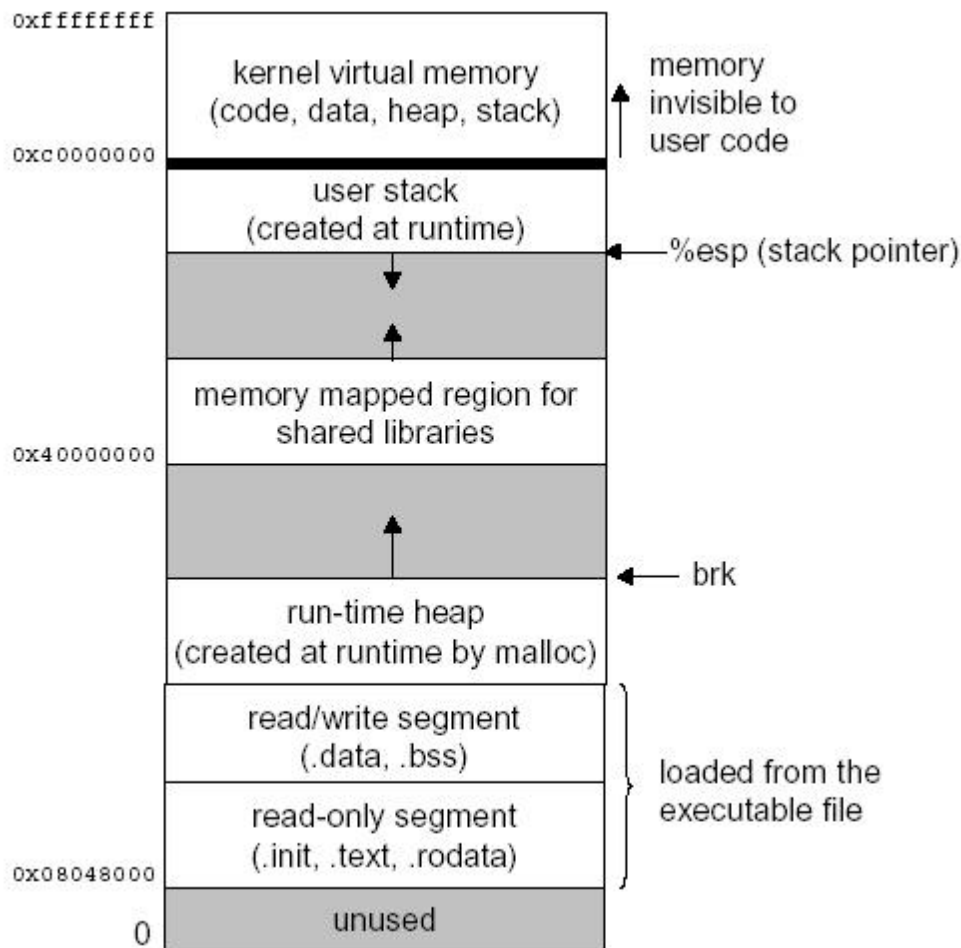 0xffffffff
kernel virtual memory
(code, data, heap, stack)
memory
invisible to
user code
0xc0000000
user stack
(created at runtime)
%esp (stack pointer)
memory mapped region for
shared libraries
0x40000000
brk
run-time heap
(created at runtime by malloc)
read/write segment
(.data, .bss)
loaded from the
executable file
read-only segment
(.init, .text, .rodata)
0x08048000
unused
0